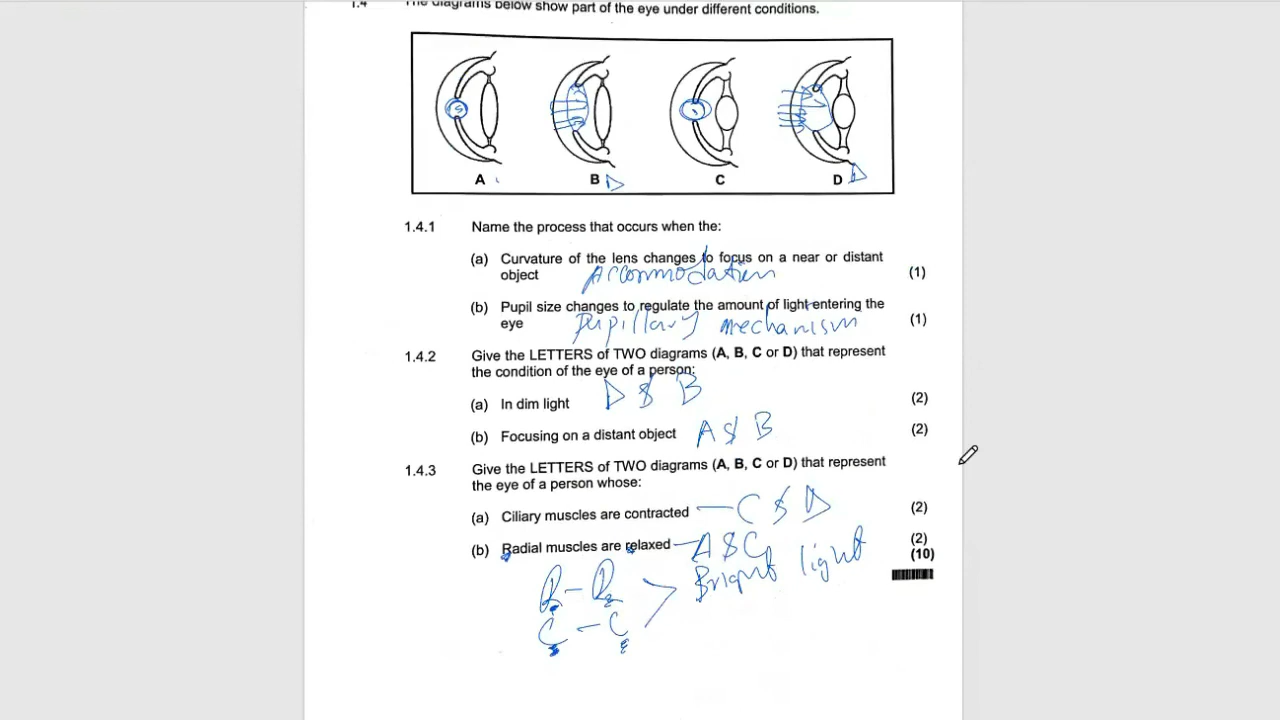 1.4 The diagrams below show part of the eye under different conditions.
A B D C D D
1.4.1 Name the process that occurs when the:
(a) Curvature of the lens changes to focus on a near or distant
object Accommodation (1)
(b) Pupil size changes to regulate the amount of light entering the
eye Pupillary mechanism (1)
1.4.2 Give the LETTERS of TWO diagrams (A, B, C or D) that represent
the condition of the eye of a person:
(a) In dim light D & B (2)
(b) Focusing on a distant object A & B (2)
1.4.3 Give the LETTERS of TWO diagrams (A, B, C or D) that represent
the eye of a person whose:
(a) Ciliary muscles are contracted – C & D (2)
(b) Radial muscles are relaxed – A & C (2)
(10)
R – R > Bright light
C – C